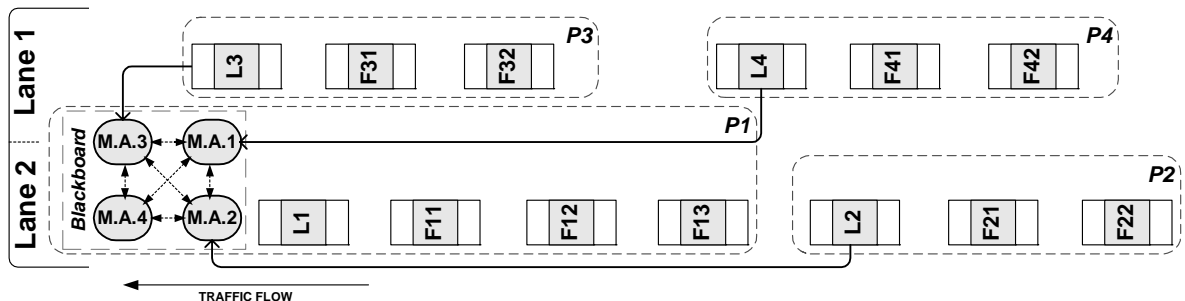 Lane 1
Lane 2
P3
L3
F31
F32
P4
L4
F41
F42
P1
Blackboard
M.A.3
M.A.1
M.A.4
M.A.2
L1
F11
F12
F13
P2
L2
F21
F22
TRAFFIC FLOW